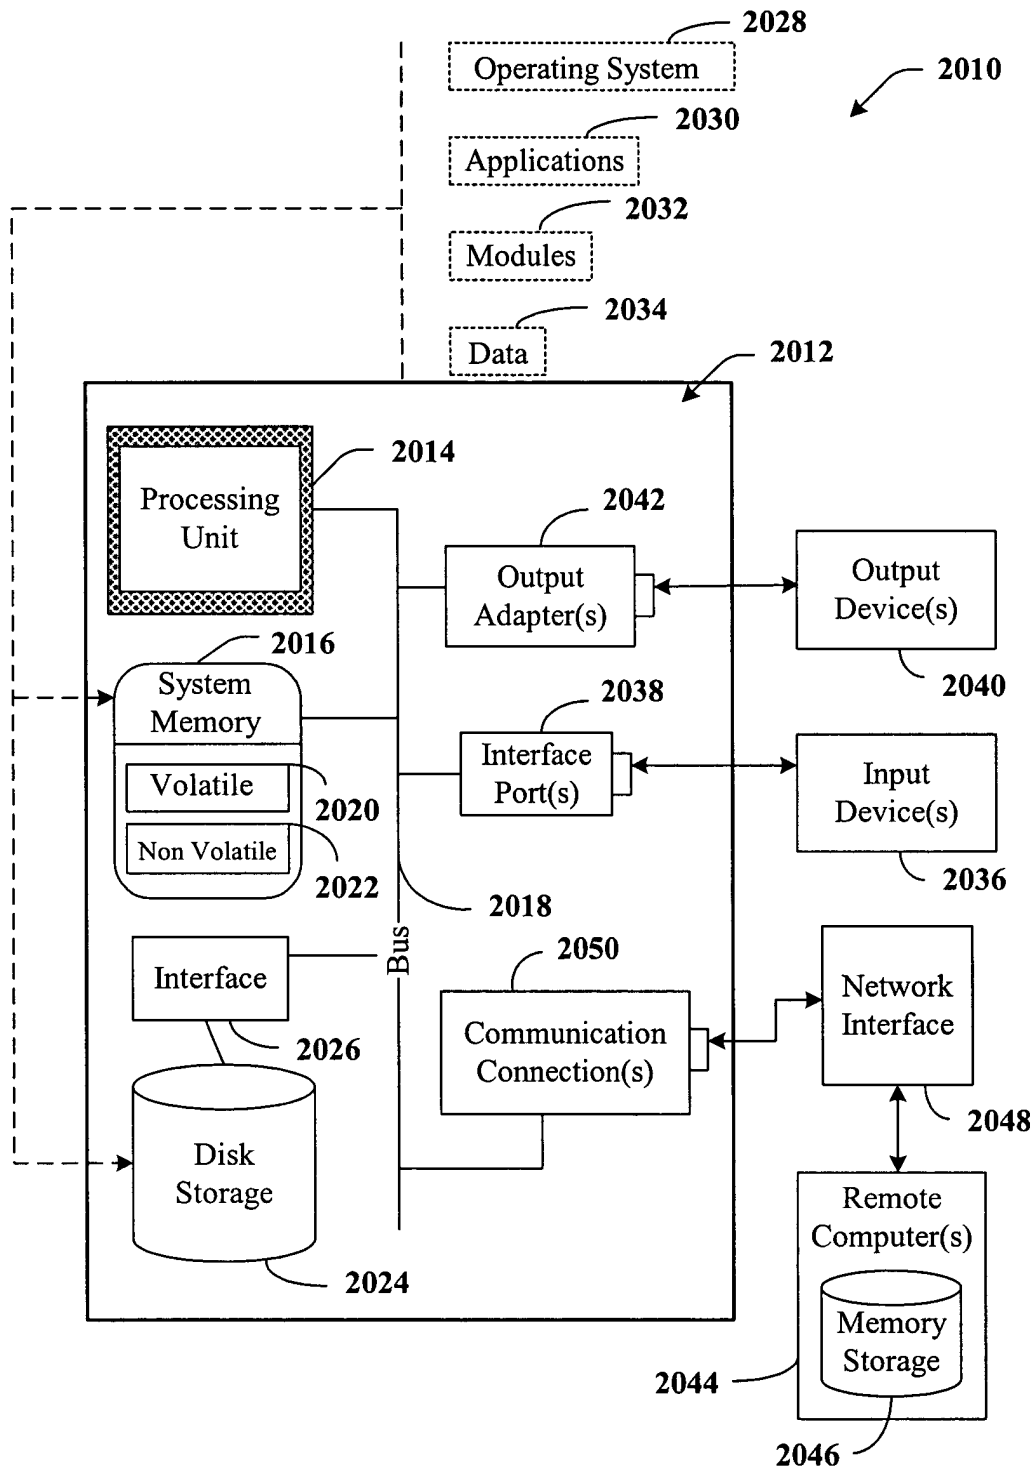 2028
Operating System
2010
2030
Applications
2032
Modules
2034
Data
2012
2014
Processing
Unit
2042
Output
Adapter(s)
Output
Device(s)
2040
2016
System
Memory
Volatile
2020
Non Volatile
2022
2038
Interface
Port(s)
Input
Device(s)
2036
2018
Bus
Interface
2026
2050
Communication
Connection(s)
Network
Interface
2048
Disk
Storage
2024
Remote
Computer(s)
Memory
Storage
2044
2046